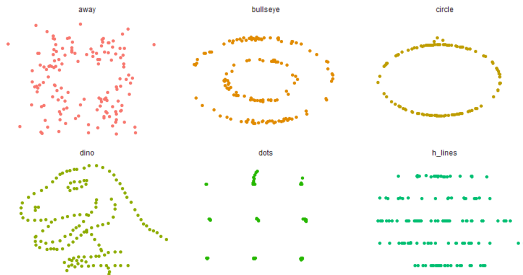 away
bullseye
circle
dino
dots
h_lines